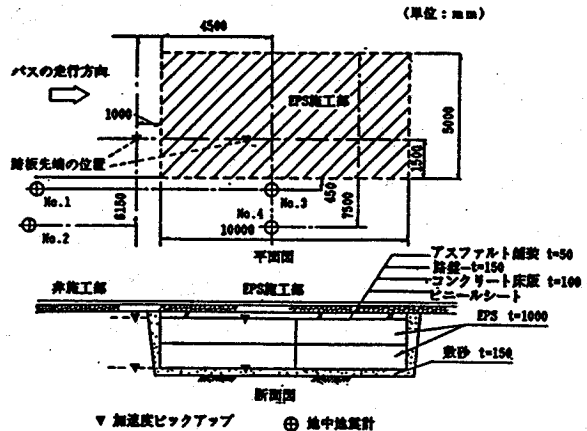 (単位:mm)
4500
バスの走行方向
EPS施工部
1000
5000
踏板先端の位置
1500
No.1
No.3
450
6150
7500
No.2
No.4
10000
平面図
アスファルト舗装 t=50
路盤 t=150
コンクリート床版 t=100
ビニールシート
非施工部
EPS施工部
EPS t=1000
敷砂 t=150
断面図
▼ 加速度ピックアップ
⊕ 地中地震計